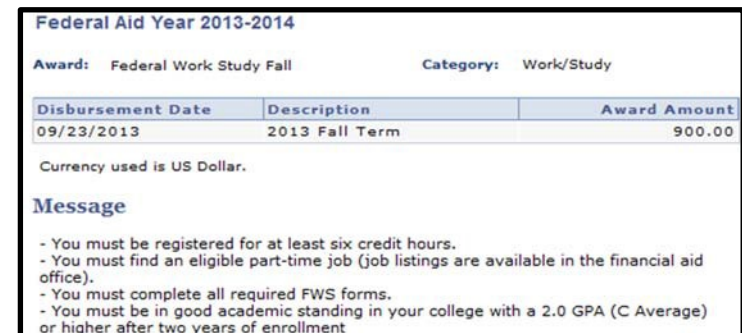 Federal Aid Year 2013-2014
Award: Federal Work Study Fall Category: Work/Study
Disbursement Date Description Award Amount
09/23/2013 2013 Fall Term 900.00
Currency used is US Dollar.
Message
- You must be registered for at least six credit hours.
- You must find an eligible part-time job (job listings are available in the financial aid
office).
- You must complete all required FWS forms.
- You must be in good academic standing in your college with a 2.0 GPA (C Average)
or higher after two years of enrollment